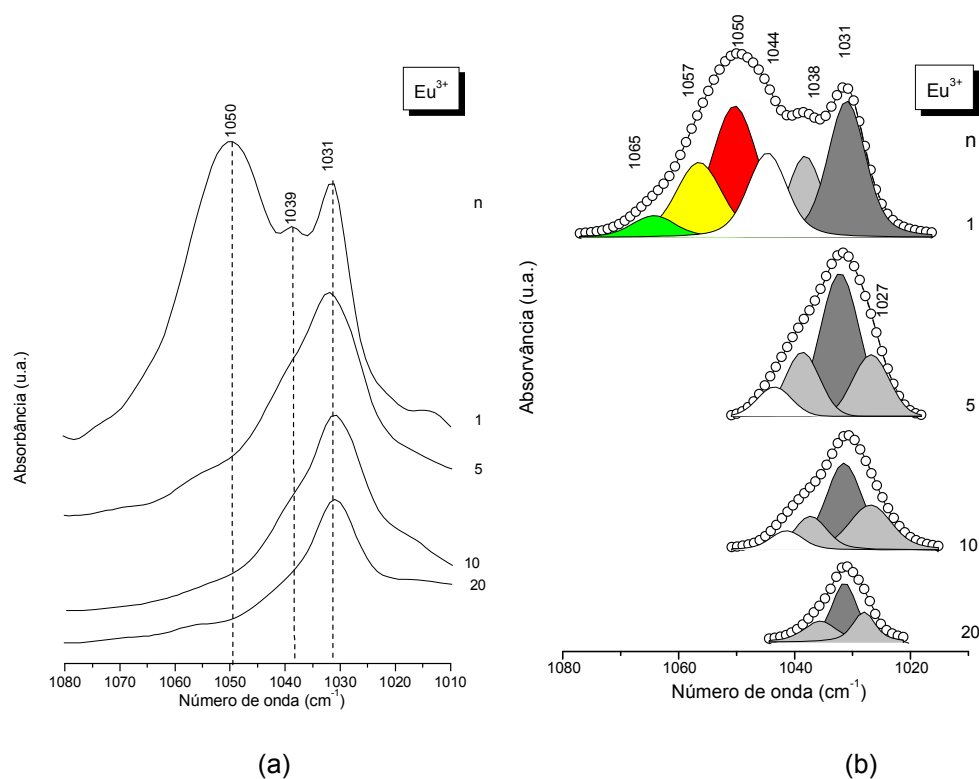 Eu³⁺
1050
1039
1031
n
1
5
10
20
Absorbância (u.a.)
1080 1070 1060 1050 1040 1030 1020 1010
Número de onda (cm⁻¹)
(a)
Eu³⁺
1065
1057
1050
1044
1038
1031
n
1
1027
5
10
20
Absorvância (u.a.)
1080 1060 1040 1020
Número de onda (cm⁻¹)
(b)